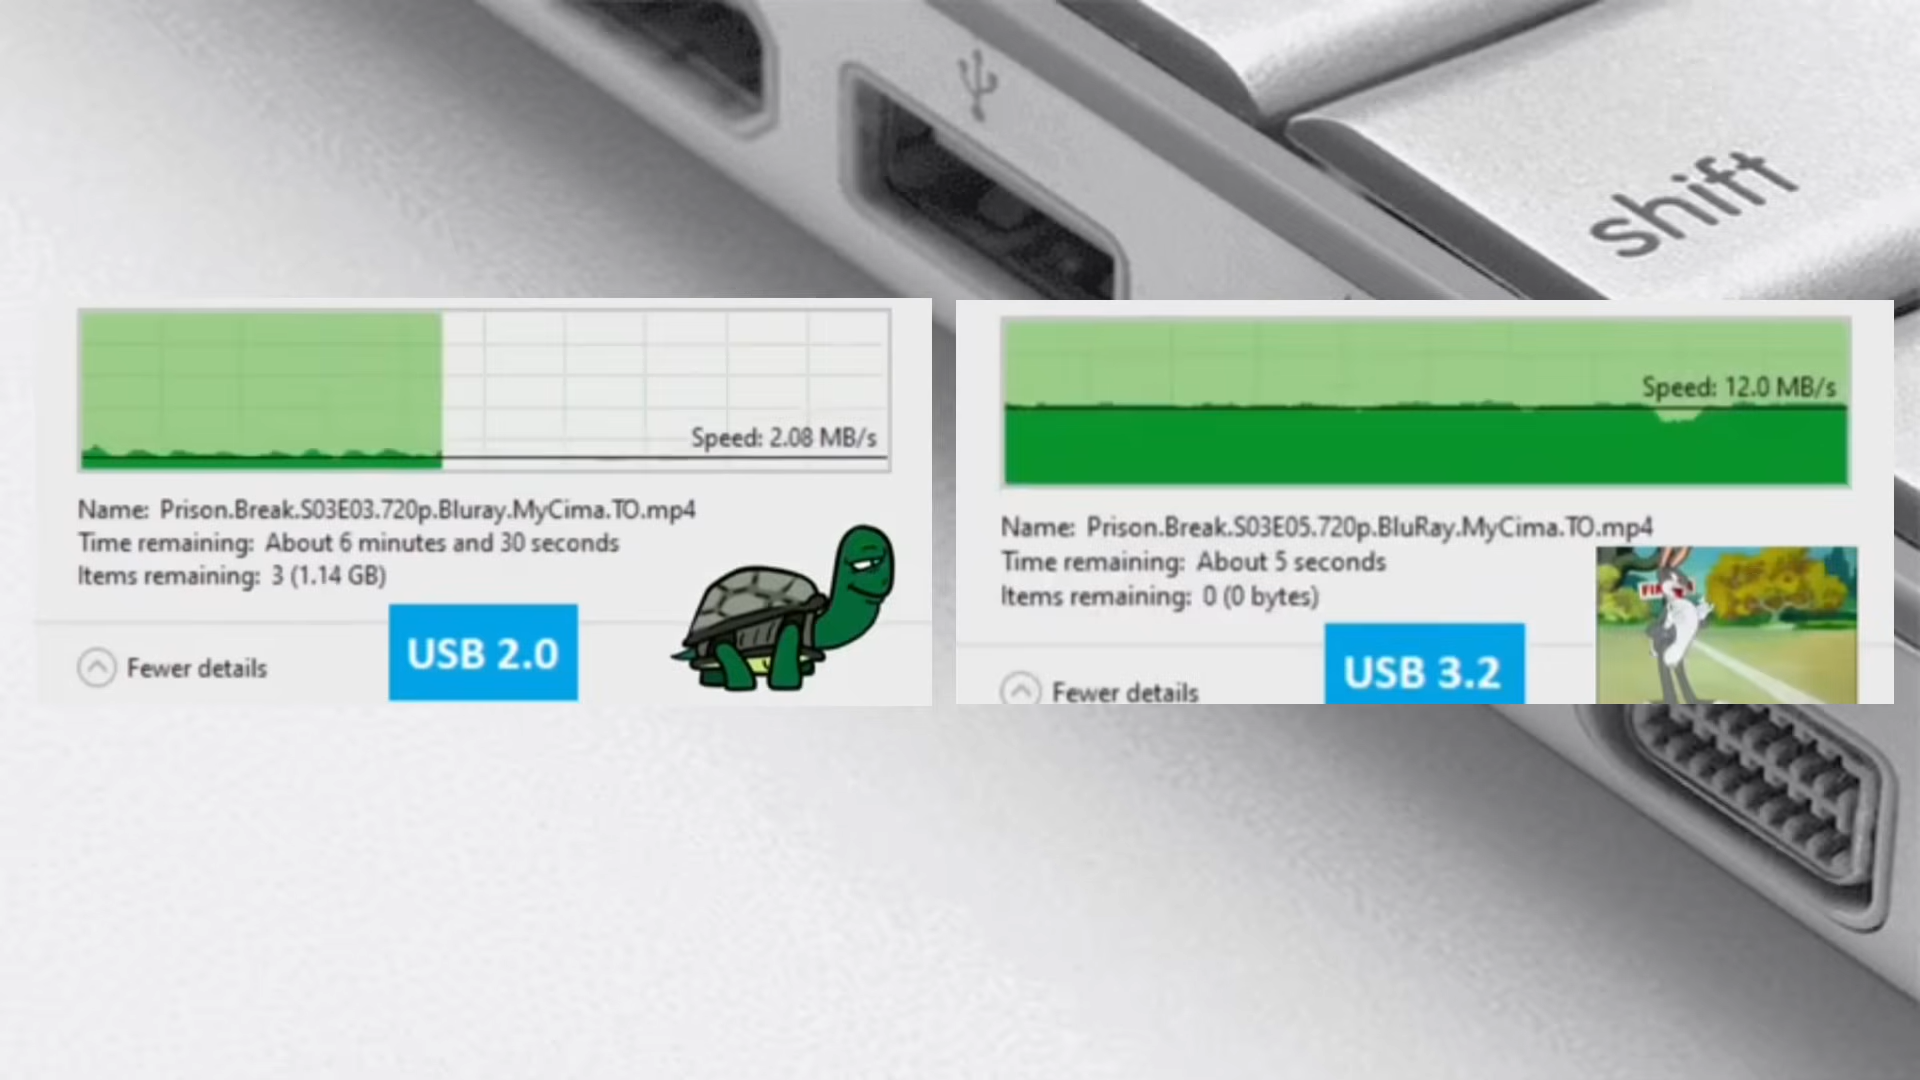 shift
Speed: 2.08 MB/s
Name: Prison.Break.S03E03.720p.Bluray.MyCima.TO.mp4
Time remaining: About 6 minutes and 30 seconds
Items remaining: 3 (1.14 GB)
Fewer details
USB 2.0
Speed: 12.0 MB/s
Name: Prison.Break.S03E05.720p.BluRay.MyCima.TO.mp4
Time remaining: About 5 seconds
Items remaining: 0 (0 bytes)
Fewer details
USB 3.2